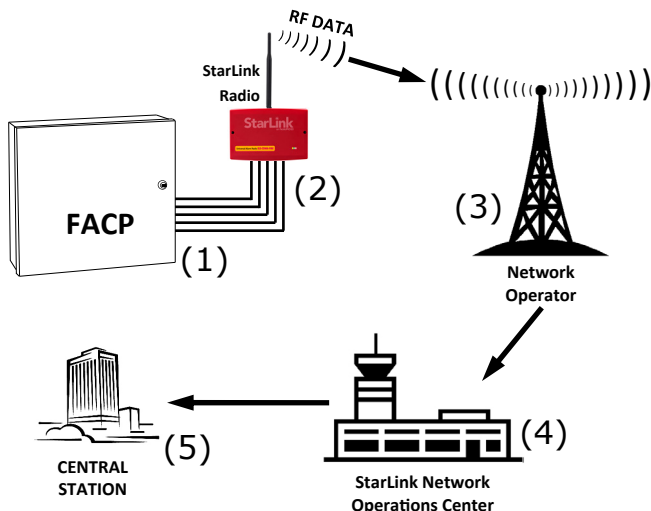 RF DATA
StarLink
Radio
StarLink
(2)
FACP
(1)
(3)
Network
Operator
(4)
StarLink Network
Operations Center
(5)
CENTRAL
STATION